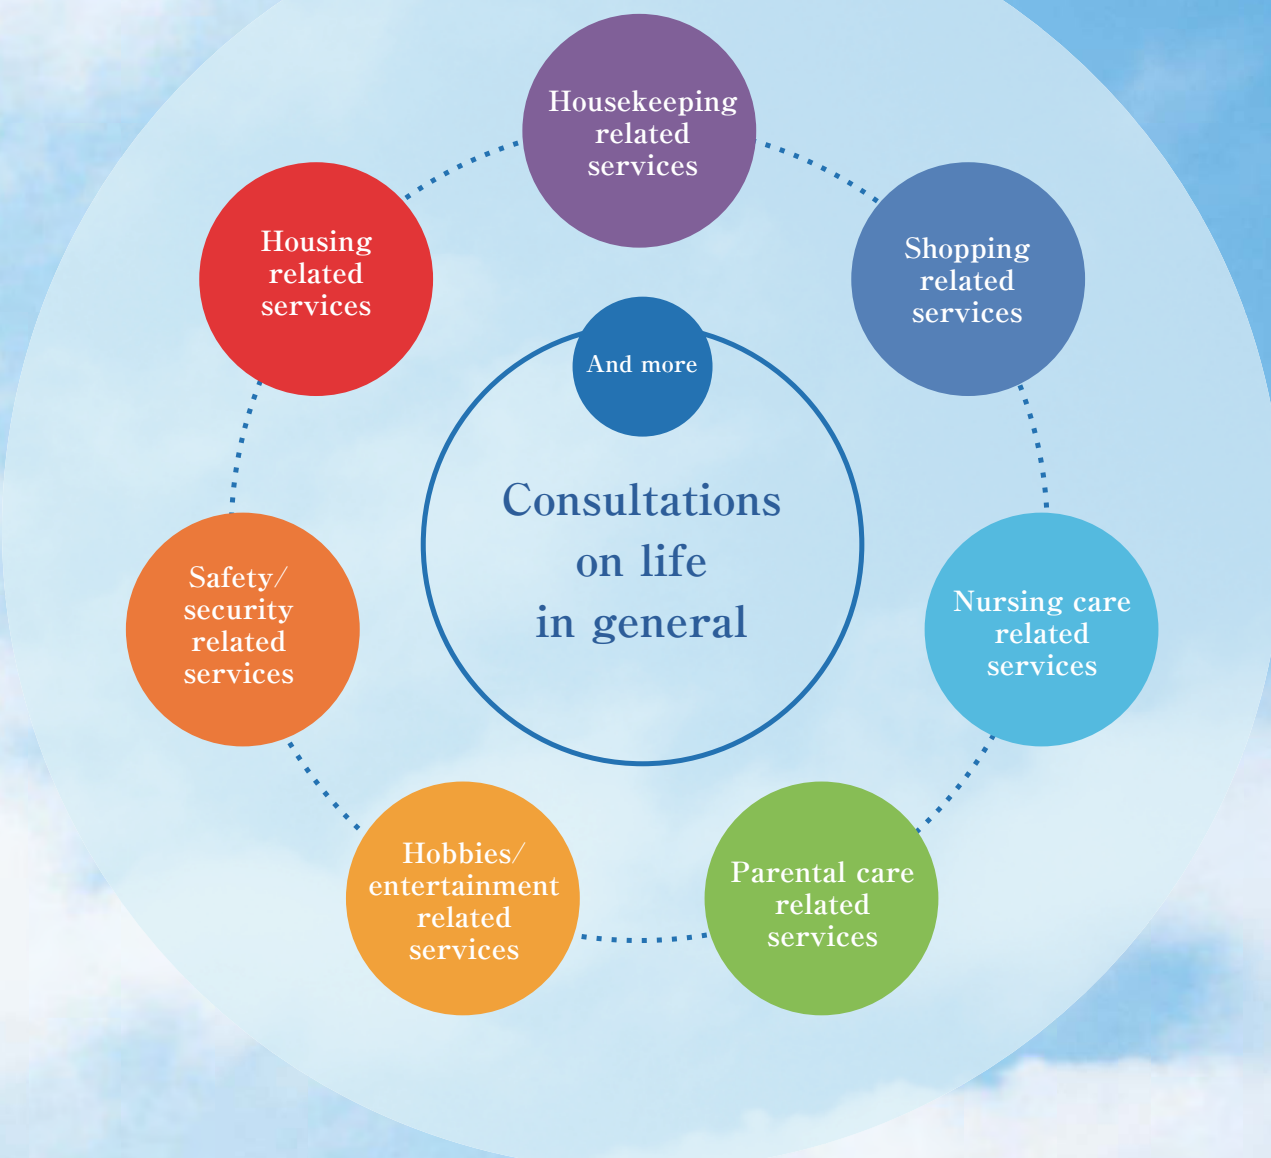 Housekeeping
related
services
Housing
related
services
Shopping
related
services
And more
Consultations
on life
in general
Safety/
security
related
services
Nursing care
related
services
Hobbies/
entertainment
related
services
Parental care
related
services